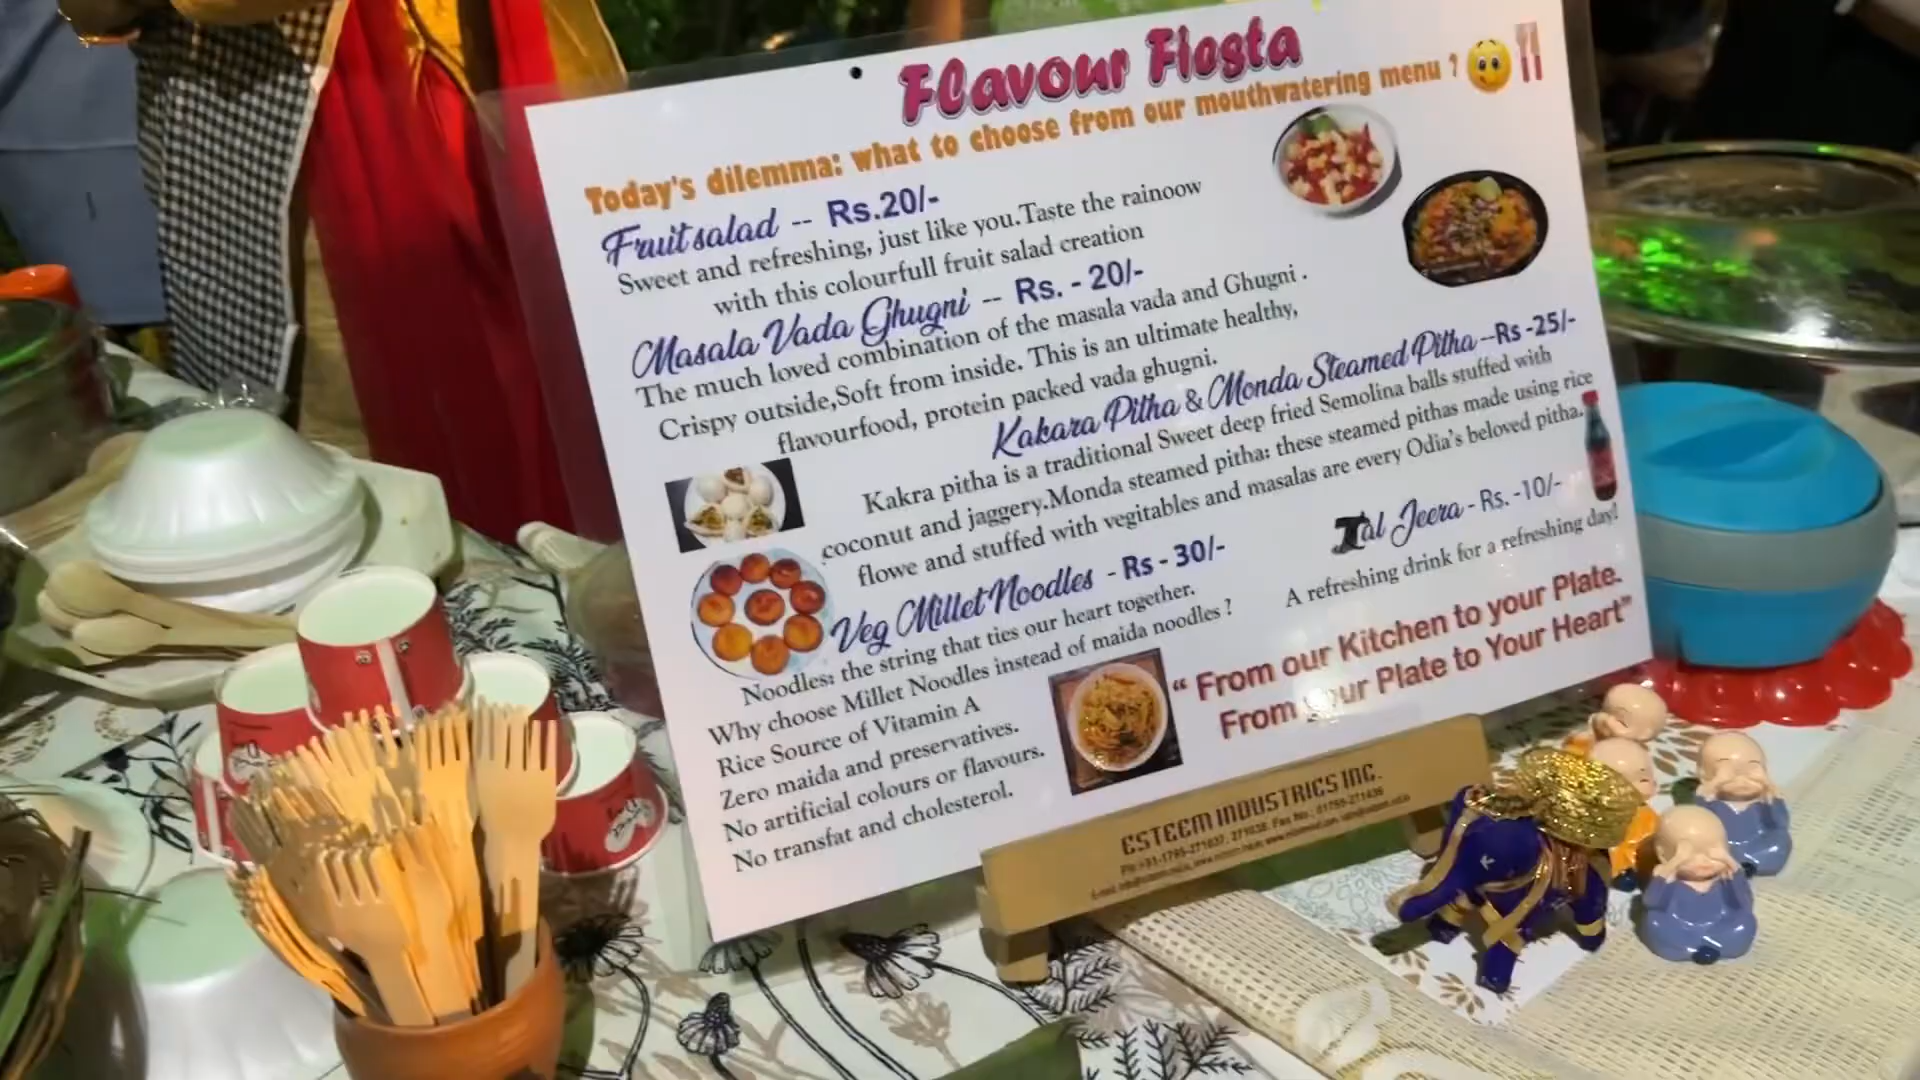 Flavour Fiesta
Today's dilemma: what to choose from our mouthwatering menu ?
Fruit salad -- Rs.20/-
Sweet and refreshing, just like you.Taste the rainoow
with this colourfull fruit salad creation
Masala Vada Ghugni -- Rs. - 20/-
The much loved combination of the masala vada and Ghugni .
Crispy outside,Soft from inside. This is an ultimate healthy,
flavourfood, protein packed vada ghugni.
Kakara Pitha & Monda Steamed Pitha --Rs -25/-
Kakra pitha is a traditional Sweet deep fried Semolina balls stuffed with
coconut and jaggery.Monda steamed pitha: these steamed pithas made using rice
flowe and stuffed with vegitables and masalas are every Odia's beloved pitha.
Jal Jeera - Rs. -10/-
A refreshing drink for a refreshing day!
Veg Millet Noodles - Rs - 30/-
Noodles: the string that ties our heart together.
Why choose Millet Noodles instead of maida noodles ?
Rice Source of Vitamin A
Zero maida and preservatives.
No artificial colours or flavours.
No transfat and cholesterol.
“ From our Kitchen to your Plate.
From your Plate to Your Heart”
ESTEEM INDUSTRIES INC.